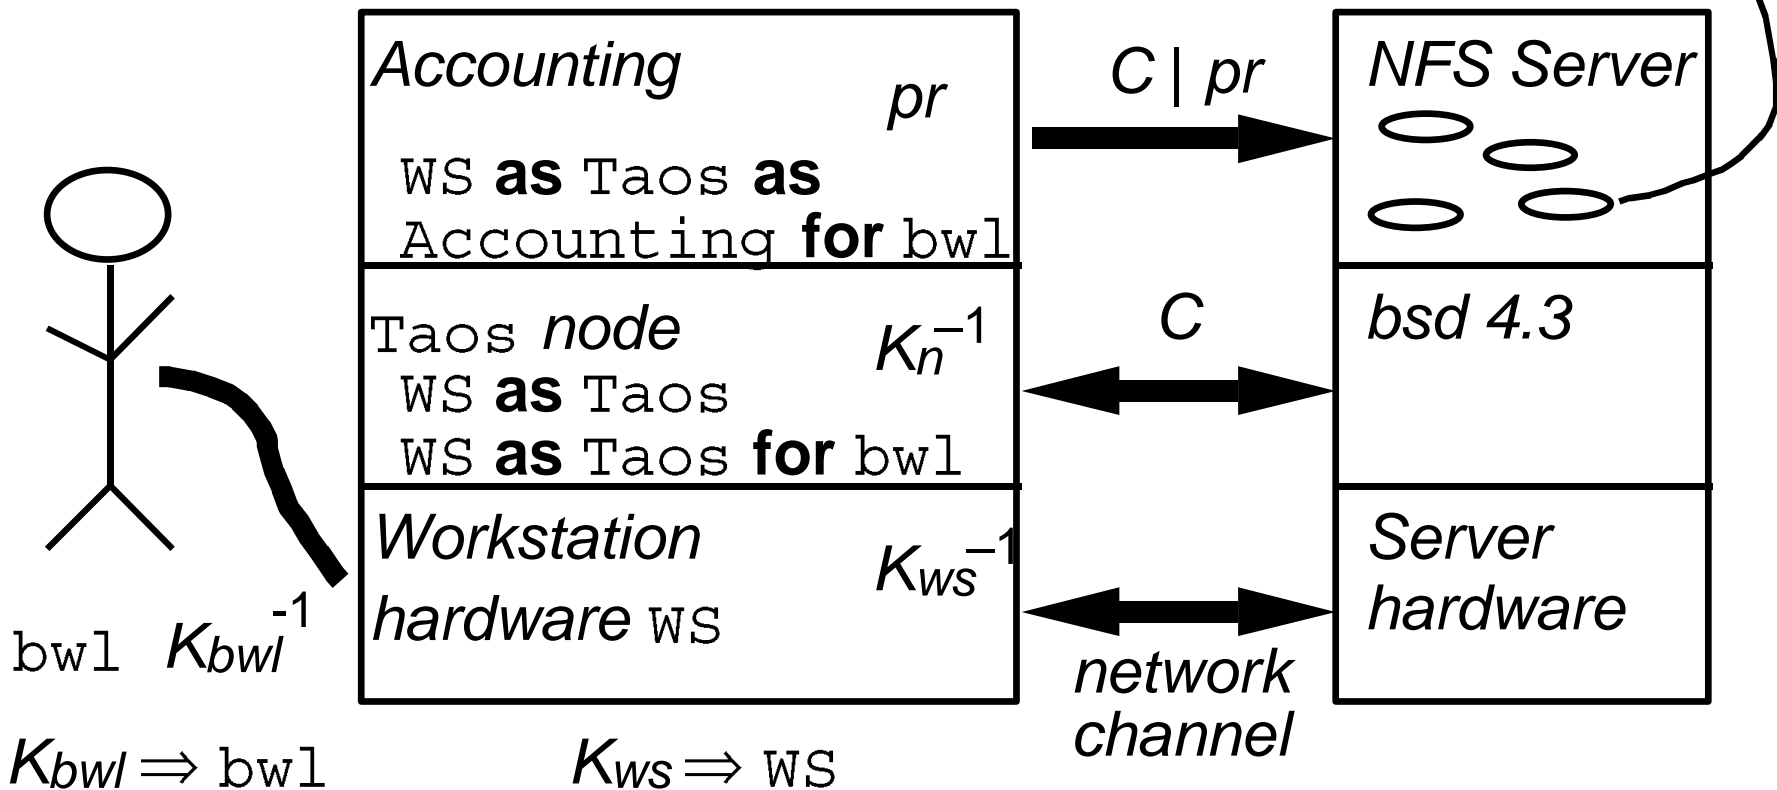 Accounting
pr
WS as Taos as
Accounting for bwl
Taos node
Kn–1
WS as Taos
WS as Taos for bwl
Workstation
hardware WS
Kws–1
C | pr
C
network
channel
NFS Server
bsd 4.3
Server
hardware
bwl Kbwl-1
Kbwl ⇒ bwl
Kws ⇒ WS